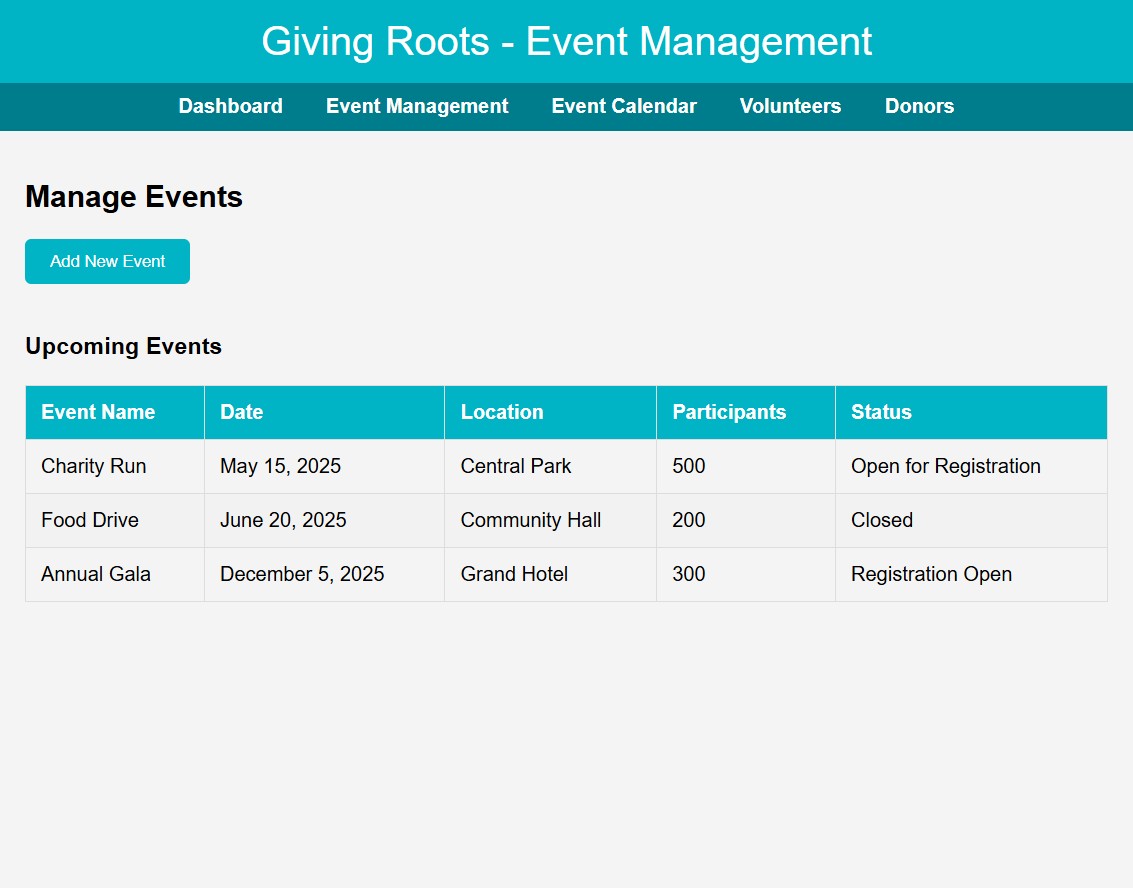 Giving Roots - Event Management
Dashboard Event Management Event Calendar Volunteers Donors
Manage Events
Add New Event
Upcoming Events
Event Name Date Location Participants Status
Charity Run May 15, 2025 Central Park 500 Open for Registration
Food Drive June 20, 2025 Community Hall 200 Closed
Annual Gala December 5, 2025 Grand Hotel 300 Registration Open